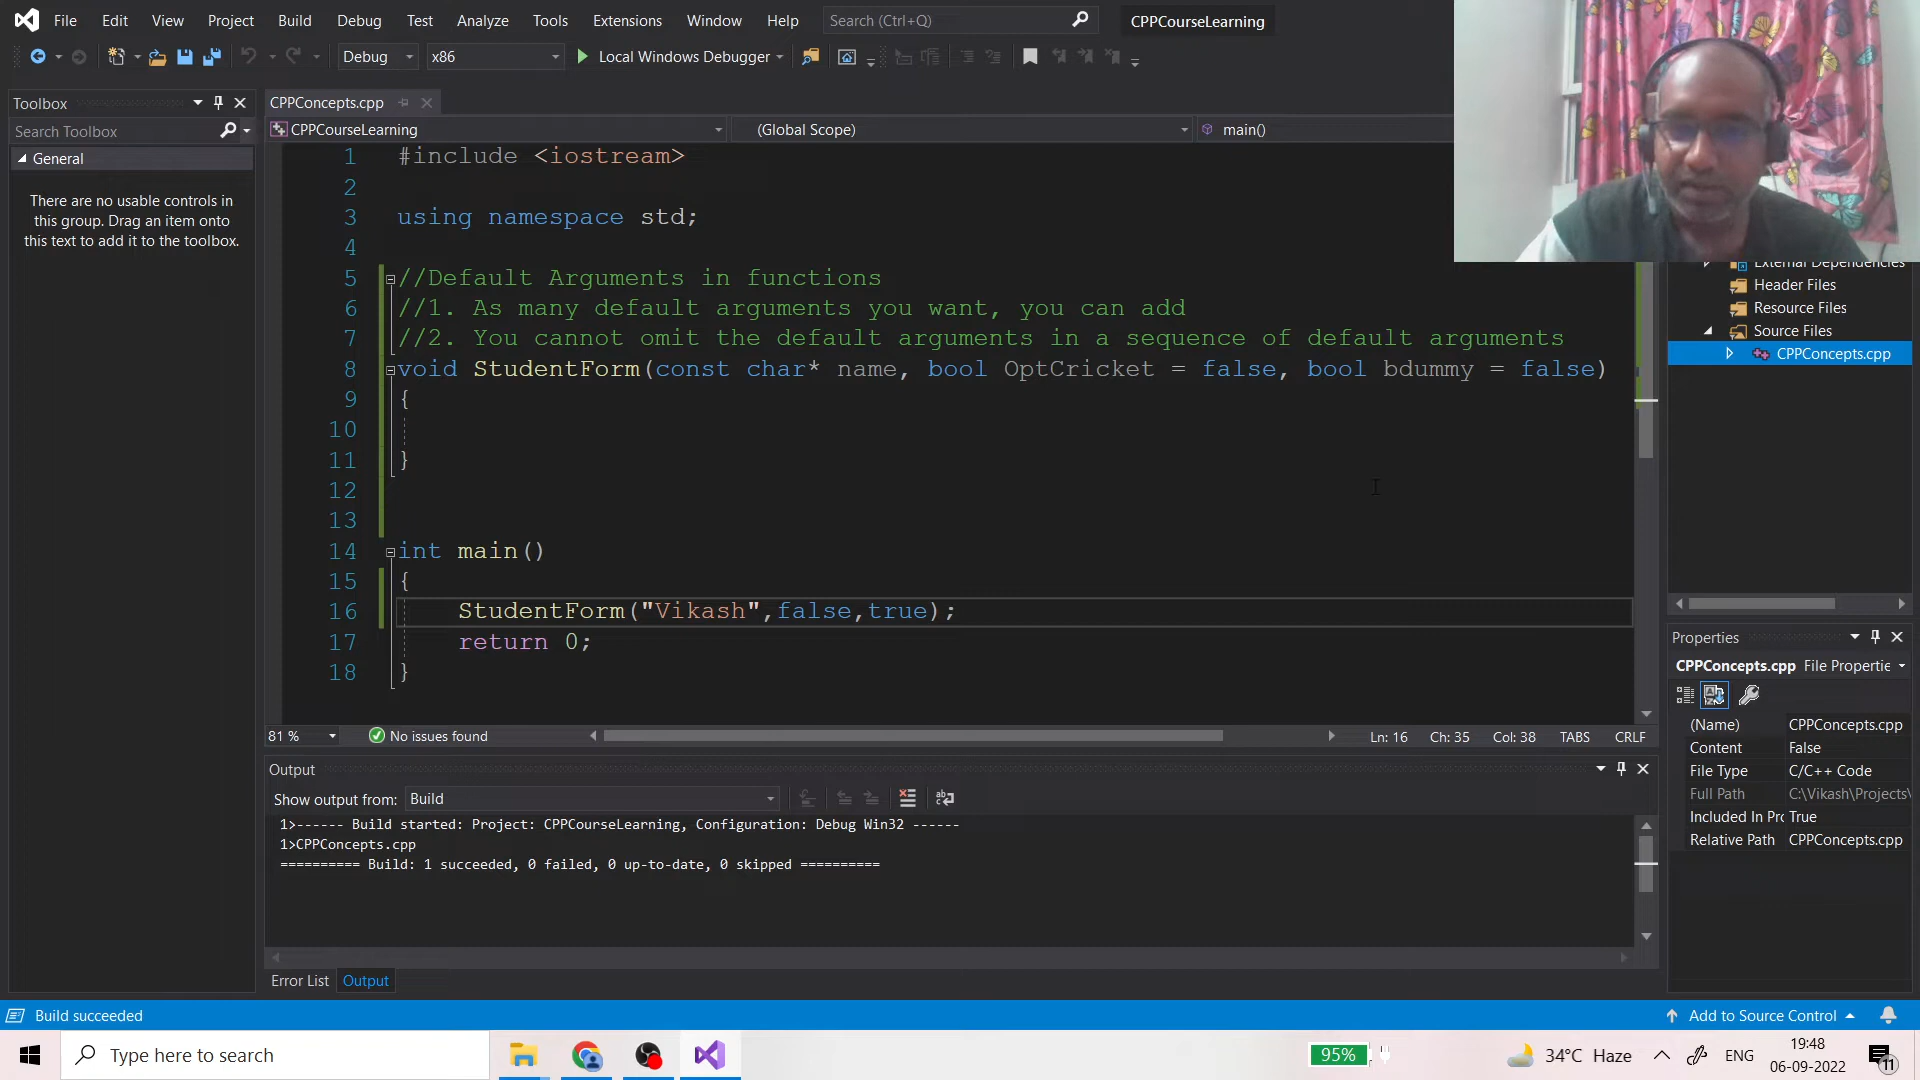 File Edit View Project Build Debug Test Analyze Tools Extensions Window Help Search (Ctrl+Q) CPPCourseLearning
Debug x86 Local Windows Debugger
Toolbox
Search Toolbox
General
There are no usable controls in
this group. Drag an item onto
this text to add it to the toolbox.
CPPConcepts.cpp
CPPCourseLearning (Global Scope) main()
1 #include <iostream>
2
3 using namespace std;
4
5 //Default Arguments in functions
6 //1. As many default arguments you want, you can add
7 //2. You cannot omit the default arguments in a sequence of default arguments
8 void StudentForm(const char* name, bool OptCricket = false, bool bdummy = false)
9 {
10
11 }
12
13
14 int main()
15 {
16 StudentForm("Vikash",false,true);
17 return 0;
18 }
81 % No issues found Ln: 16 Ch: 35 Col: 38 TABS CRLF
Output
Show output from: Build
1>------ Build started: Project: CPPCourseLearning, Configuration: Debug Win32 ------
1>CPPConcepts.cpp
========== Build: 1 succeeded, 0 failed, 0 up-to-date, 0 skipped ==========
Error List Output
External Dependencies
Header Files
Resource Files
Source Files
CPPConcepts.cpp
Properties
CPPConcepts.cpp File Propertie
(Name) CPPConcepts.cpp
Content False
File Type C/C++ Code
Full Path C:\Vikash\Projects\
Included In Pro True
Relative Path CPPConcepts.cpp
Build succeeded Add to Source Control
Type here to search 95% 34°C Haze ENG 19:48
06-09-2022
11